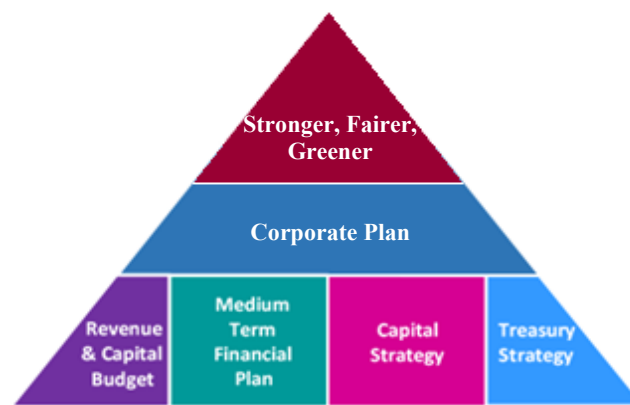 Stronger, Fairer,
Greener
Corporate Plan
Revenue
& Capital
Budget
Medium
Term
Financial
Plan
Capital
Strategy
Treasury
Strategy